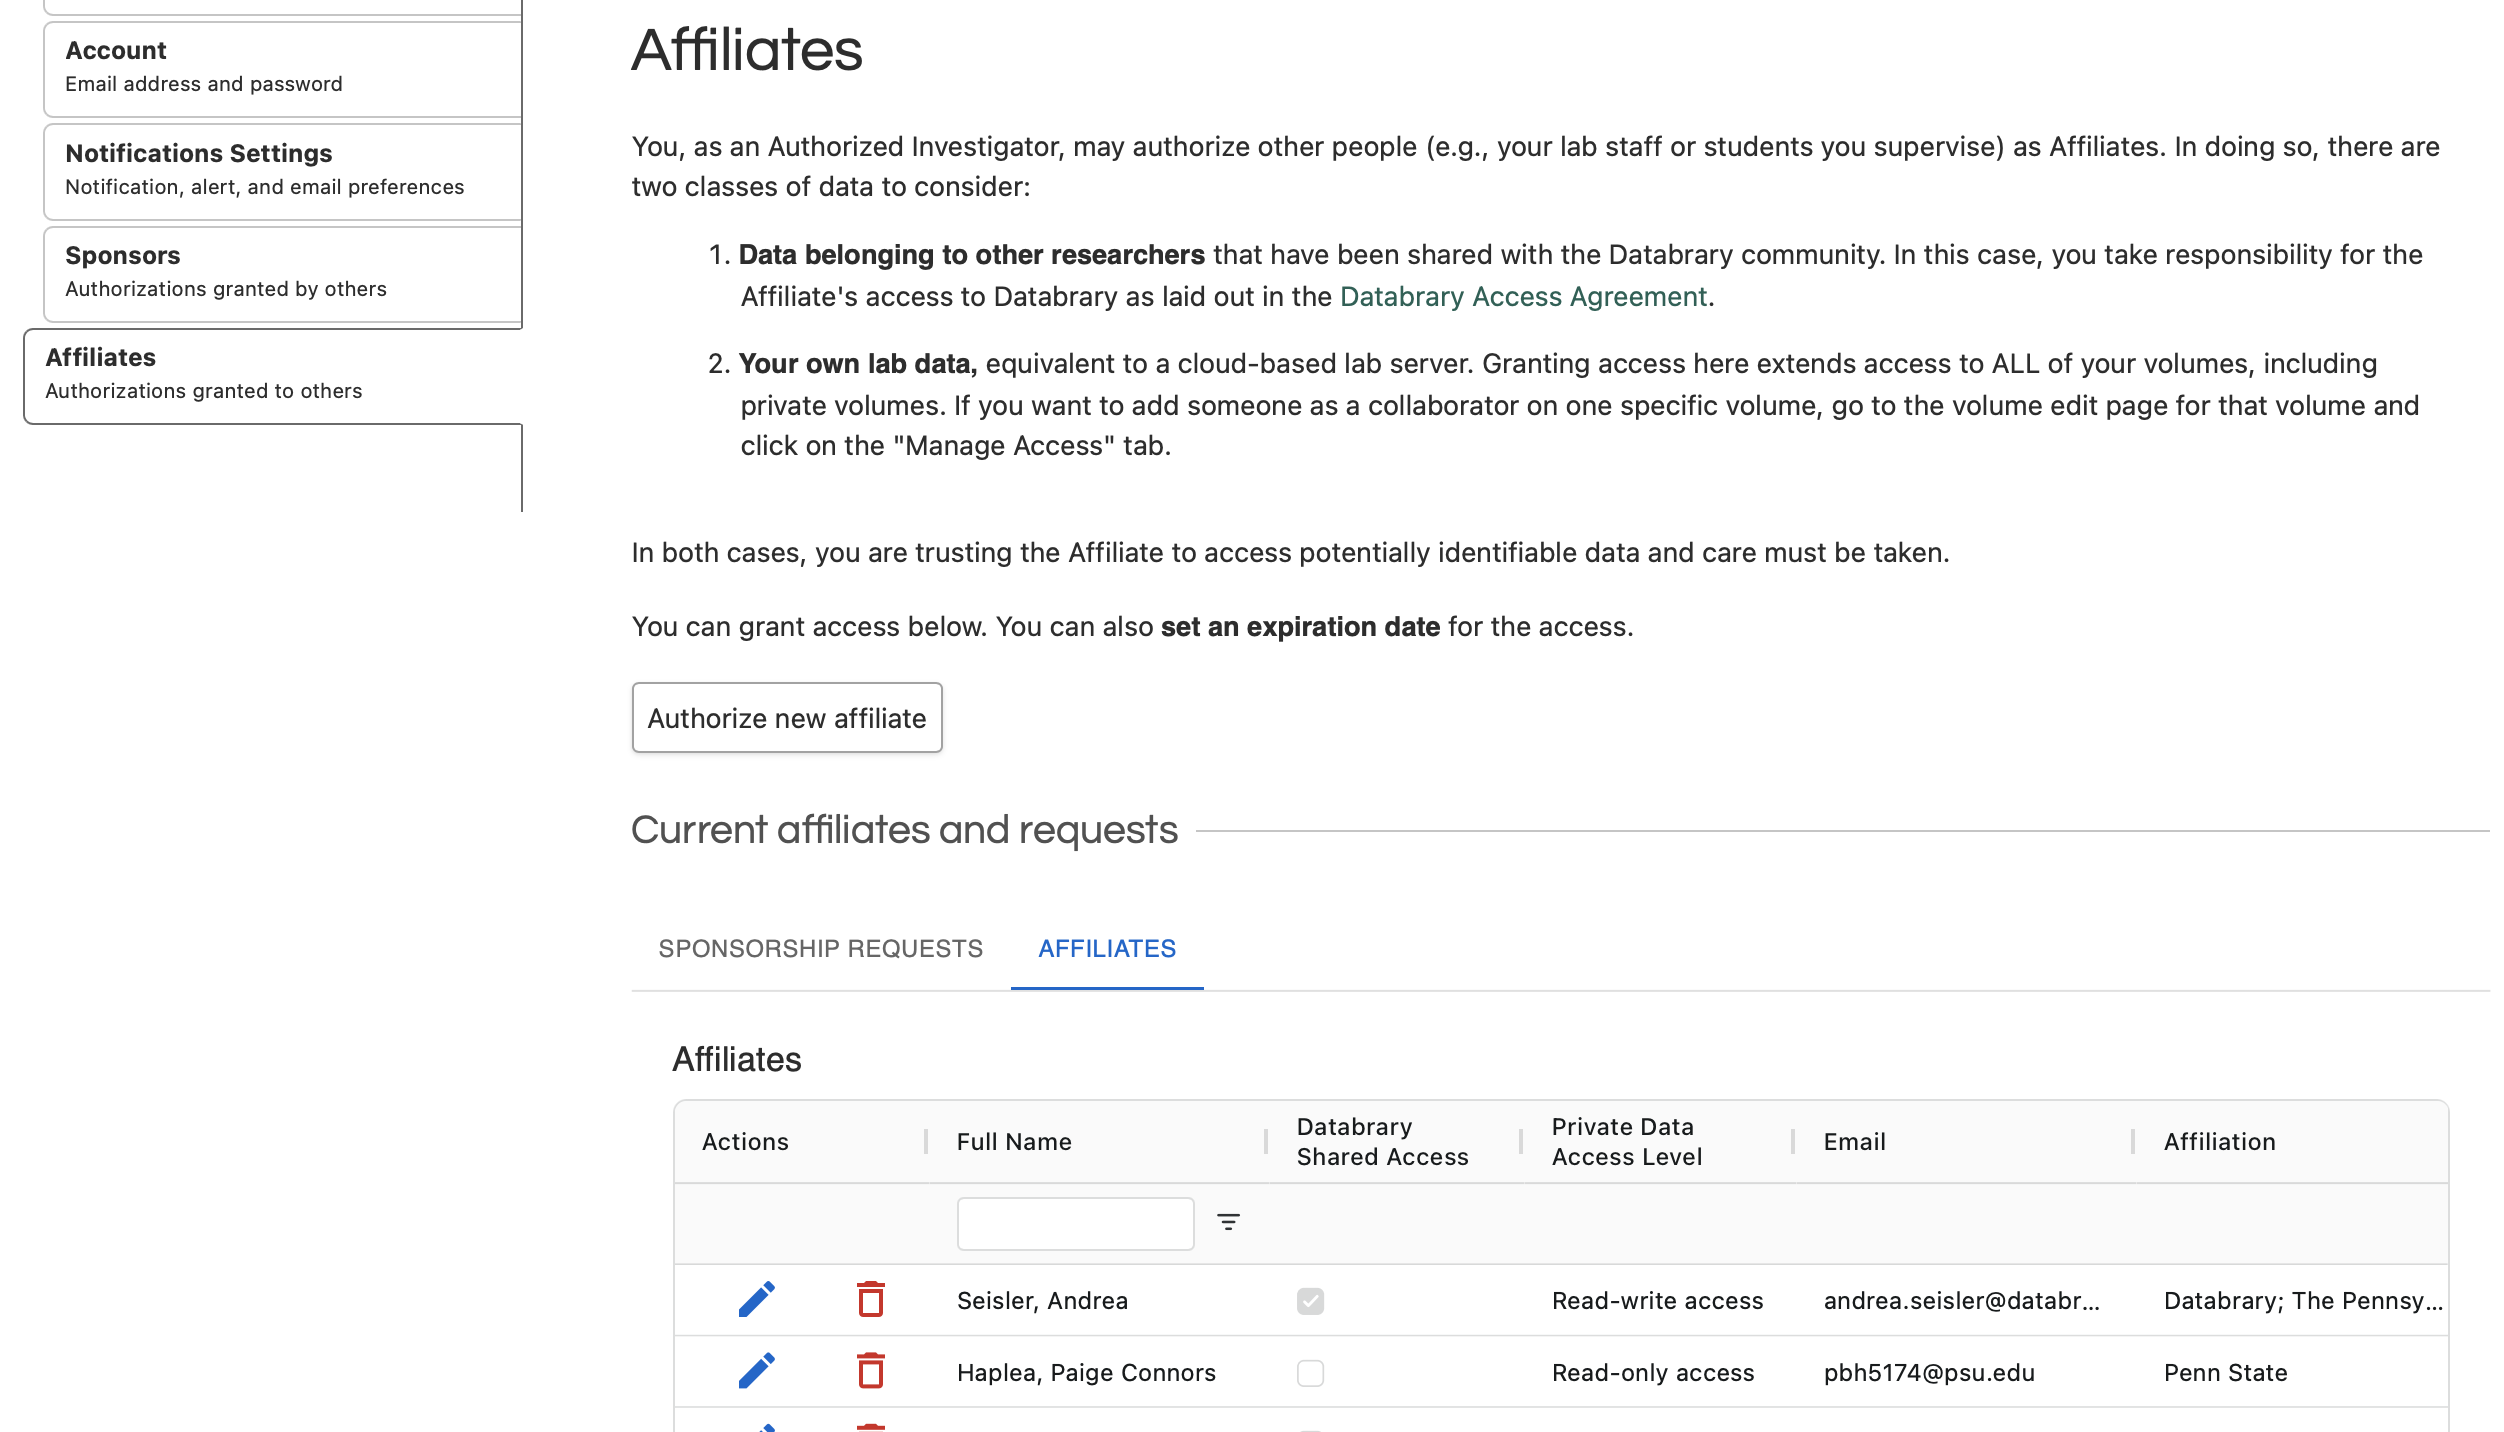 Account
Email address and password
Notifications Settings
Notification, alert, and email preferences
Sponsors
Authorizations granted by others
Affiliates
Authorizations granted to others
Affiliates
You, as an Authorized Investigator, may authorize other people (e.g., your lab staff or students you supervise) as Affiliates. In doing so, there are
two classes of data to consider:
1. Data belonging to other researchers that have been shared with the Databrary community. In this case, you take responsibility for the
Affiliate's access to Databrary as laid out in the Databrary Access Agreement.
2. Your own lab data, equivalent to a cloud-based lab server. Granting access here extends access to ALL of your volumes, including
private volumes. If you want to add someone as a collaborator on one specific volume, go to the volume edit page for that volume and
click on the "Manage Access" tab.
In both cases, you are trusting the Affiliate to access potentially identifiable data and care must be taken.
You can grant access below. You can also set an expiration date for the access.
Authorize new affiliate
Current affiliates and requests
SPONSORSHIP REQUESTS AFFILIATES
Affiliates
Actions Full Name Databrary Shared Access Private Data Access Level Email Affiliation
Seisler, Andrea Read-write access andrea.seisler@databr... Databrary; The Pennsy...
Haplea, Paige Connors Read-only access pbh5174@psu.edu Penn State